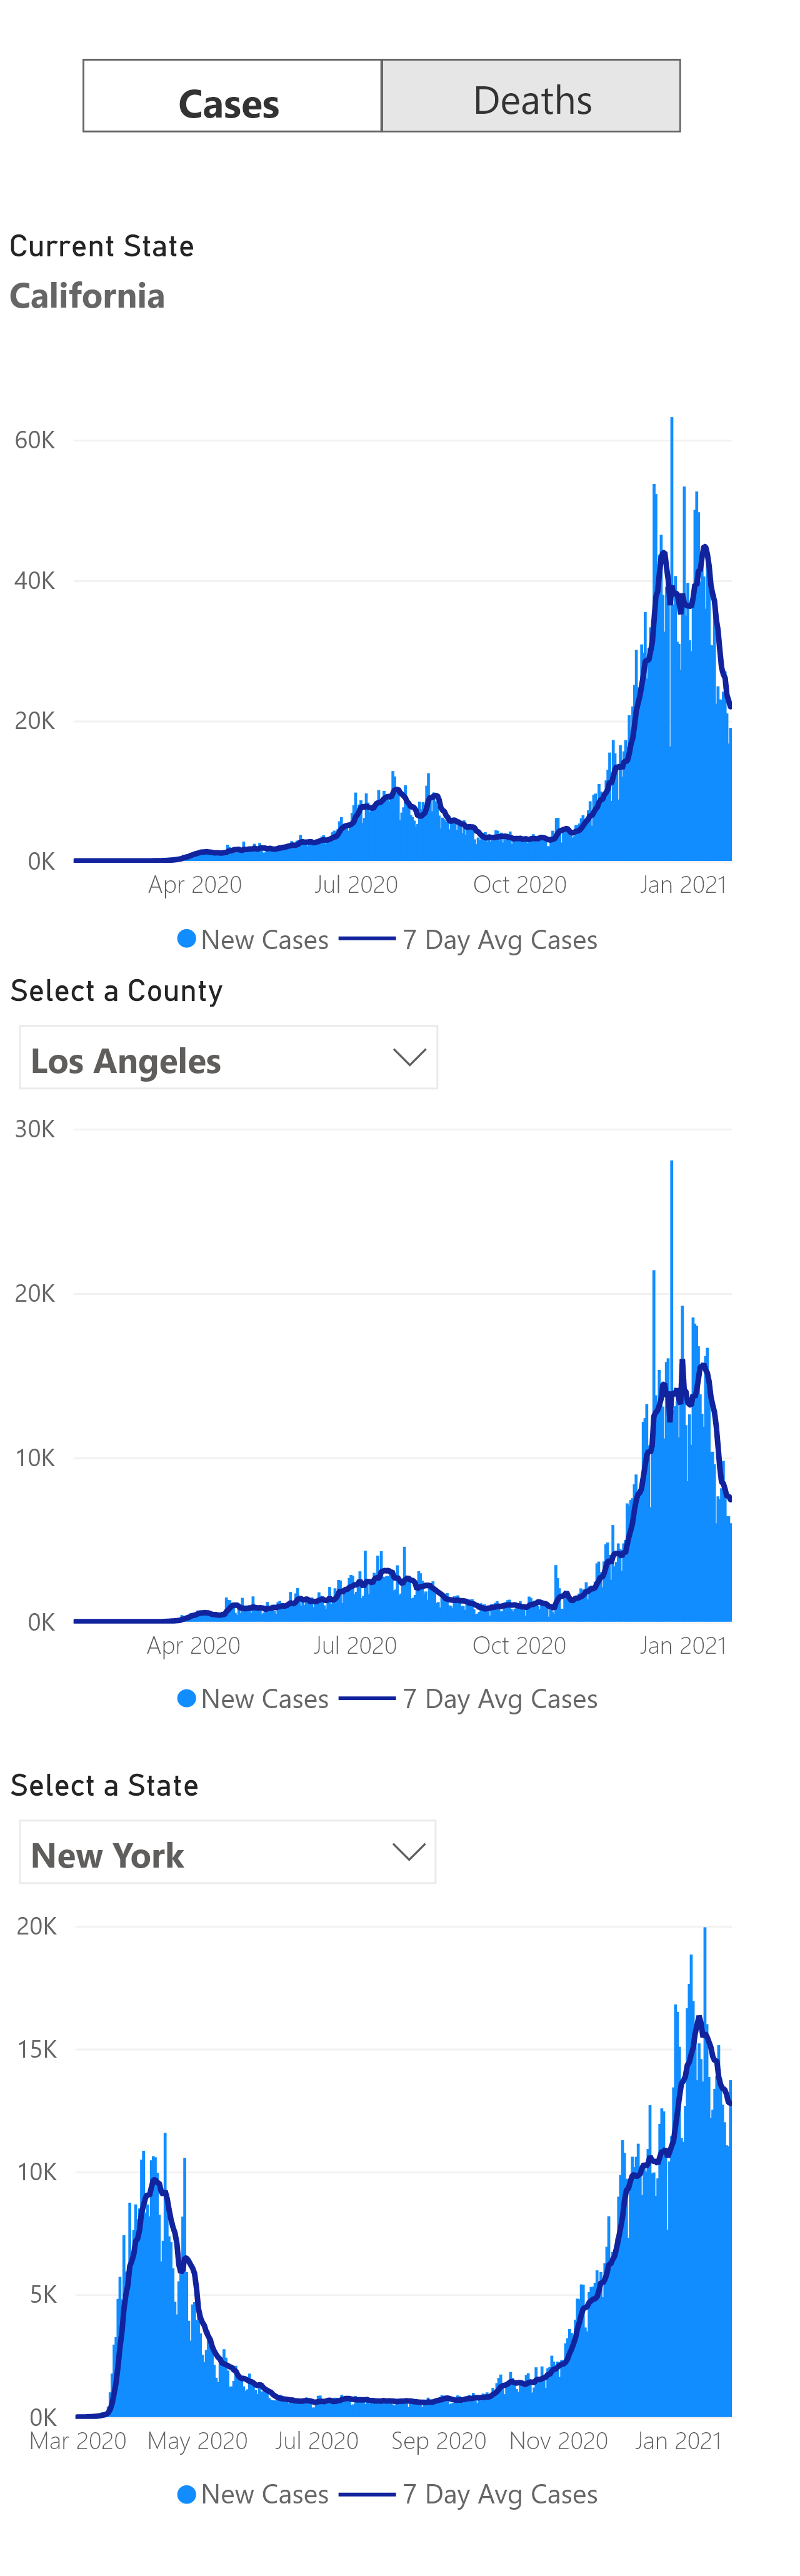 Cases Deaths
Current State
California
60K
40K
20K
0K
Apr 2020 Jul 2020 Oct 2020 Jan 2021
New Cases 7 Day Avg Cases
Select a County
Los Angeles
30K
20K
10K
0K
Apr 2020 Jul 2020 Oct 2020 Jan 2021
New Cases 7 Day Avg Cases
Select a State
New York
20K
15K
10K
5K
0K
Mar 2020 May 2020 Jul 2020 Sep 2020 Nov 2020 Jan 2021
New Cases 7 Day Avg Cases